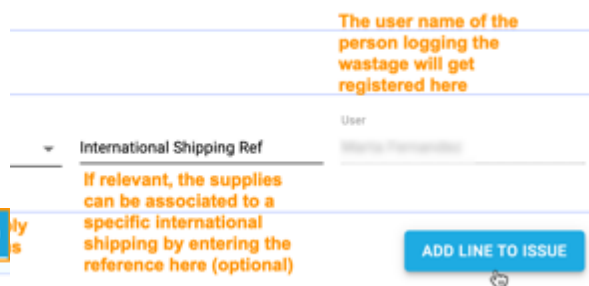 The user name of the
person logging the
wastage will get
registered here
User
International Shipping Ref
If relevant, the supplies
can be associated to a
specific international
shipping by entering the
reference here (optional)
ADD LINE TO ISSUE